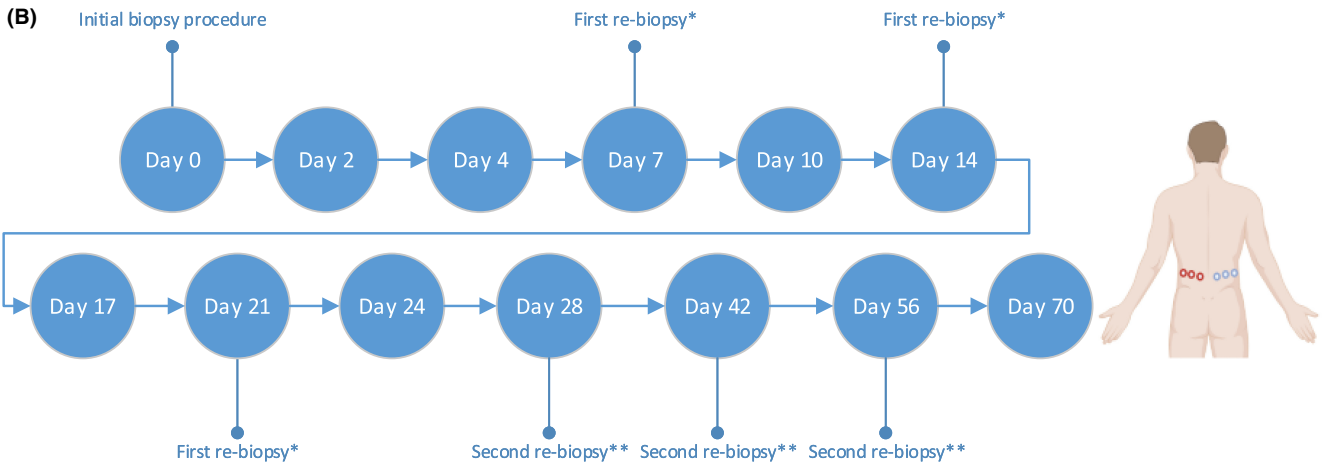 (B)
Initial biopsy procedure
First re-biopsy*
First re-biopsy*
Day 0
Day 2
Day 4
Day 7
Day 10
Day 14
Day 17
Day 21
Day 24
Day 28
Day 42
Day 56
Day 70
First re-biopsy*
Second re-biopsy**
Second re-biopsy**
Second re-biopsy**